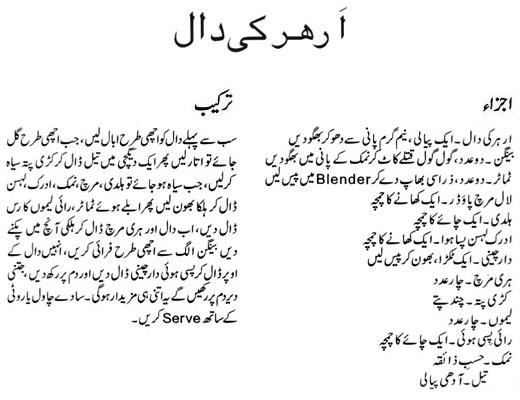 اَرہر کی دال
اجزاء
ارہر کی دال ۔ ایک پیالی ، نیم گرم پانی سے دھو کر بھگو دیں
بینگن ۔ دو عدد، گول گول قتلے کاٹ کر نمک کے پانی میں بھگو دیں
ٹماٹر ۔ دو عدد، ذرا سی بھاپ دے کر Blender میں پیس لیں
لال مرچ پاؤڈر ۔ ایک کھانے کا چمچہ
ہلدی ۔ ایک چائے کا چمچہ
ادرک لہسن پسا ہوا ۔ ایک کھانے کا چمچہ
دار چینی ۔ ایک ٹکڑا، بھون کر پیس لیں
ہری مرچ ۔ چار عدد
کڑی پتہ ۔ چند پتے
لیموں ۔ چار عدد
رائی پسی ہوئی ۔ ایک چائے کا چمچہ
نمک ۔ حسبِ ذائقہ
تیل ۔ آدھی پیالی
ترکیب
سب سے پہلے دال کو اچھی طرح ابال لیں، جب اچھی طرح گل
جائے تو اتار لیں پھر ایک دیگچی میں تیل ڈال کر کڑی پتہ سیاہ
کر لیں، جب سیاہ ہو جائے تو ہلدی، مرچ، نمک، ادرک، لہسن
ڈال کر ہلکا بھون لیں پھر ابلے ہوئے ٹماٹر، رائی لیموں کا رس
ڈال دیں، اب دال اور ہری مرچ ڈال کر ہلکی آنچ میں پکنے
دیں بینگن الگ سے اچھی طرح فرائی کریں، انہیں دال کے
اوپر ڈال کر پسی ہوئی دار چینی ڈال دیں اور دم پر رکھ دیں، جتنی
دیر دم پر رکھیں گے یہ اتنی ہی مزیدار ہو گی ۔ سادے چاول یا روٹی
کے ساتھ Serve کریں ۔